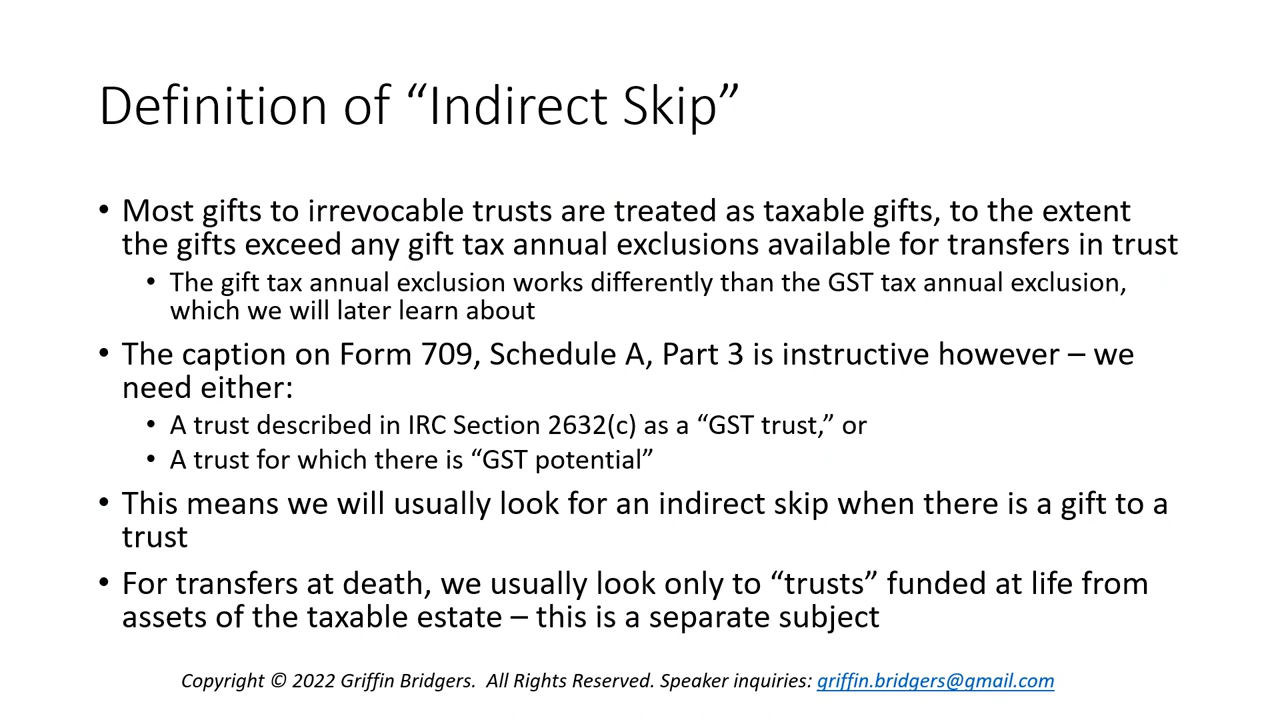 Definition of “Indirect Skip”
• Most gifts to irrevocable trusts are treated as taxable gifts, to the extent
the gifts exceed any gift tax annual exclusions available for transfers in trust
• The gift tax annual exclusion works differently than the GST tax annual exclusion,
which we will later learn about
• The caption on Form 709, Schedule A, Part 3 is instructive however – we
need either:
• A trust described in IRC Section 2632(c) as a “GST trust,” or
• A trust for which there is “GST potential”
• This means we will usually look for an indirect skip when there is a gift to a
trust
• For transfers at death, we usually look only to “trusts” funded at life from
assets of the taxable estate – this is a separate subject
Copyright © 2022 Griffin Bridgers.  All Rights Reserved. Speaker inquiries: griffin.bridgers@gmail.com